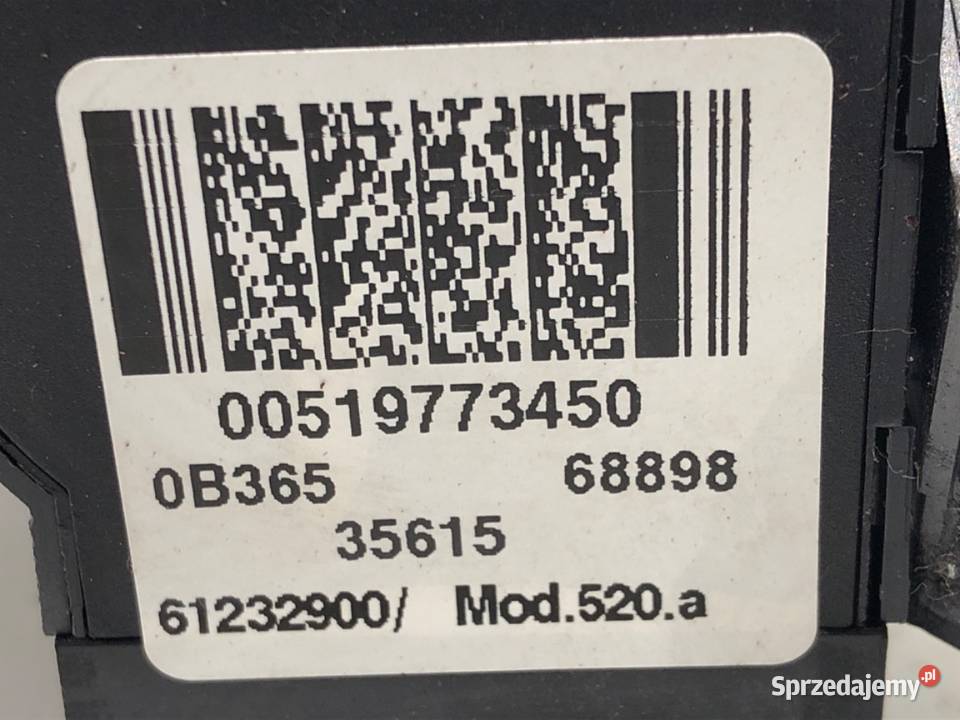 00519773450
0B365 68898
35615
61232900/ Mod.520.a
Sprzedajemy.pl